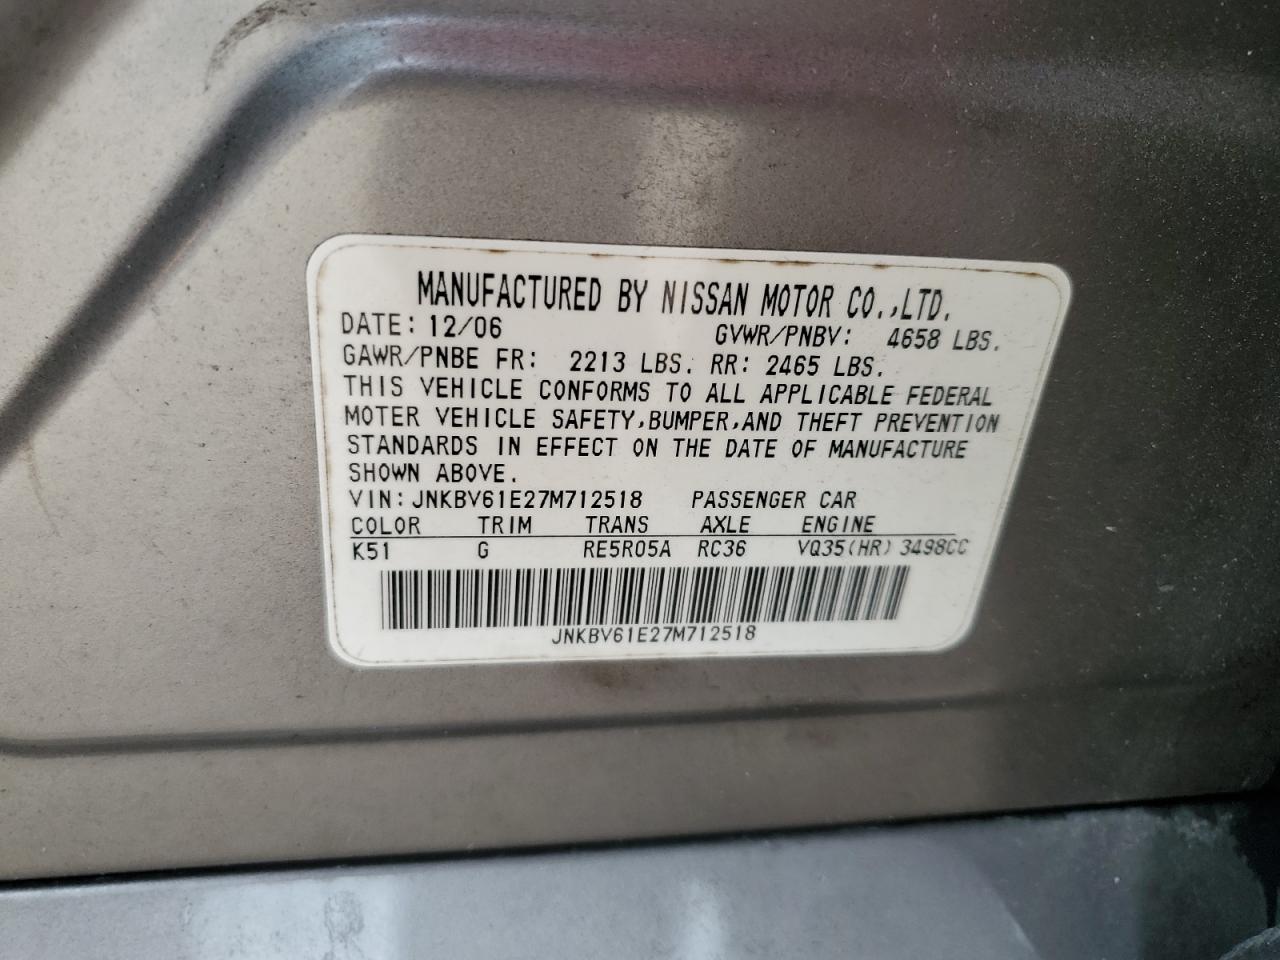 MANUFACTURED BY NISSAN MOTOR CO.,LTD.
DATE: 12/06 GVWR/PNBV: 4658 LBS.
GAWR/PNBE FR: 2213 LBS. RR: 2465 LBS.
THIS VEHICLE CONFORMS TO ALL APPLICABLE FEDERAL
MOTER VEHICLE SAFETY,BUMPER,AND THEFT PREVENTION
STANDARDS IN EFFECT ON THE DATE OF MANUFACTURE
SHOWN ABOVE.
VIN: JNKBV61E27M712518 PASSENGER CAR
COLOR TRIM TRANS AXLE ENGINE
K51 G RE5R05A RC36 VQ35(HR) 3498CC
JNKBV61E27M712518